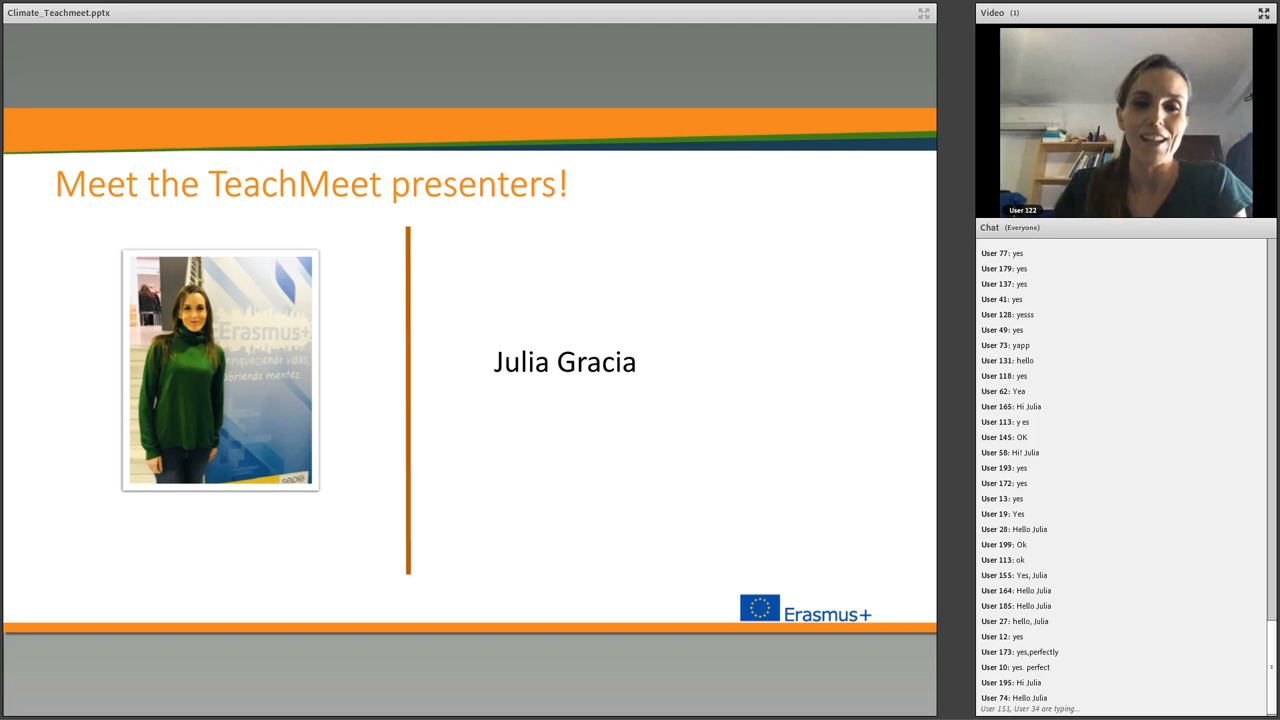 Climate_Teachmeet.pptx
Meet the TeachMeet presenters!
Erasmus+
enriqueciendo vidas,
abriendo mentes.
sepie
Julia Gracia
Erasmus+
Video (1)
User 122
Chat (Everyone)
User 77: yes
User 179: yes
User 137: yes
User 41: yes
User 128: yesss
User 49: yes
User 73: yapp
User 131: hello
User 118: yes
User 62: Yea
User 165: Hi Julia
User 113: y es
User 145: OK
User 58: Hi! Julia
User 193: yes
User 172: yes
User 13: yes
User 19: Yes
User 28: Hello Julia
User 199: Ok
User 113: ok
User 155: Yes, Julia
User 164: Hello Julia
User 185: Hello Julia
User 27: hello, Julia
User 12: yes
User 173: yes,perfectly
User 10: yes. perfect
User 195: Hi Julia
User 74: Hello Julia
User 151, User 34 are typing...